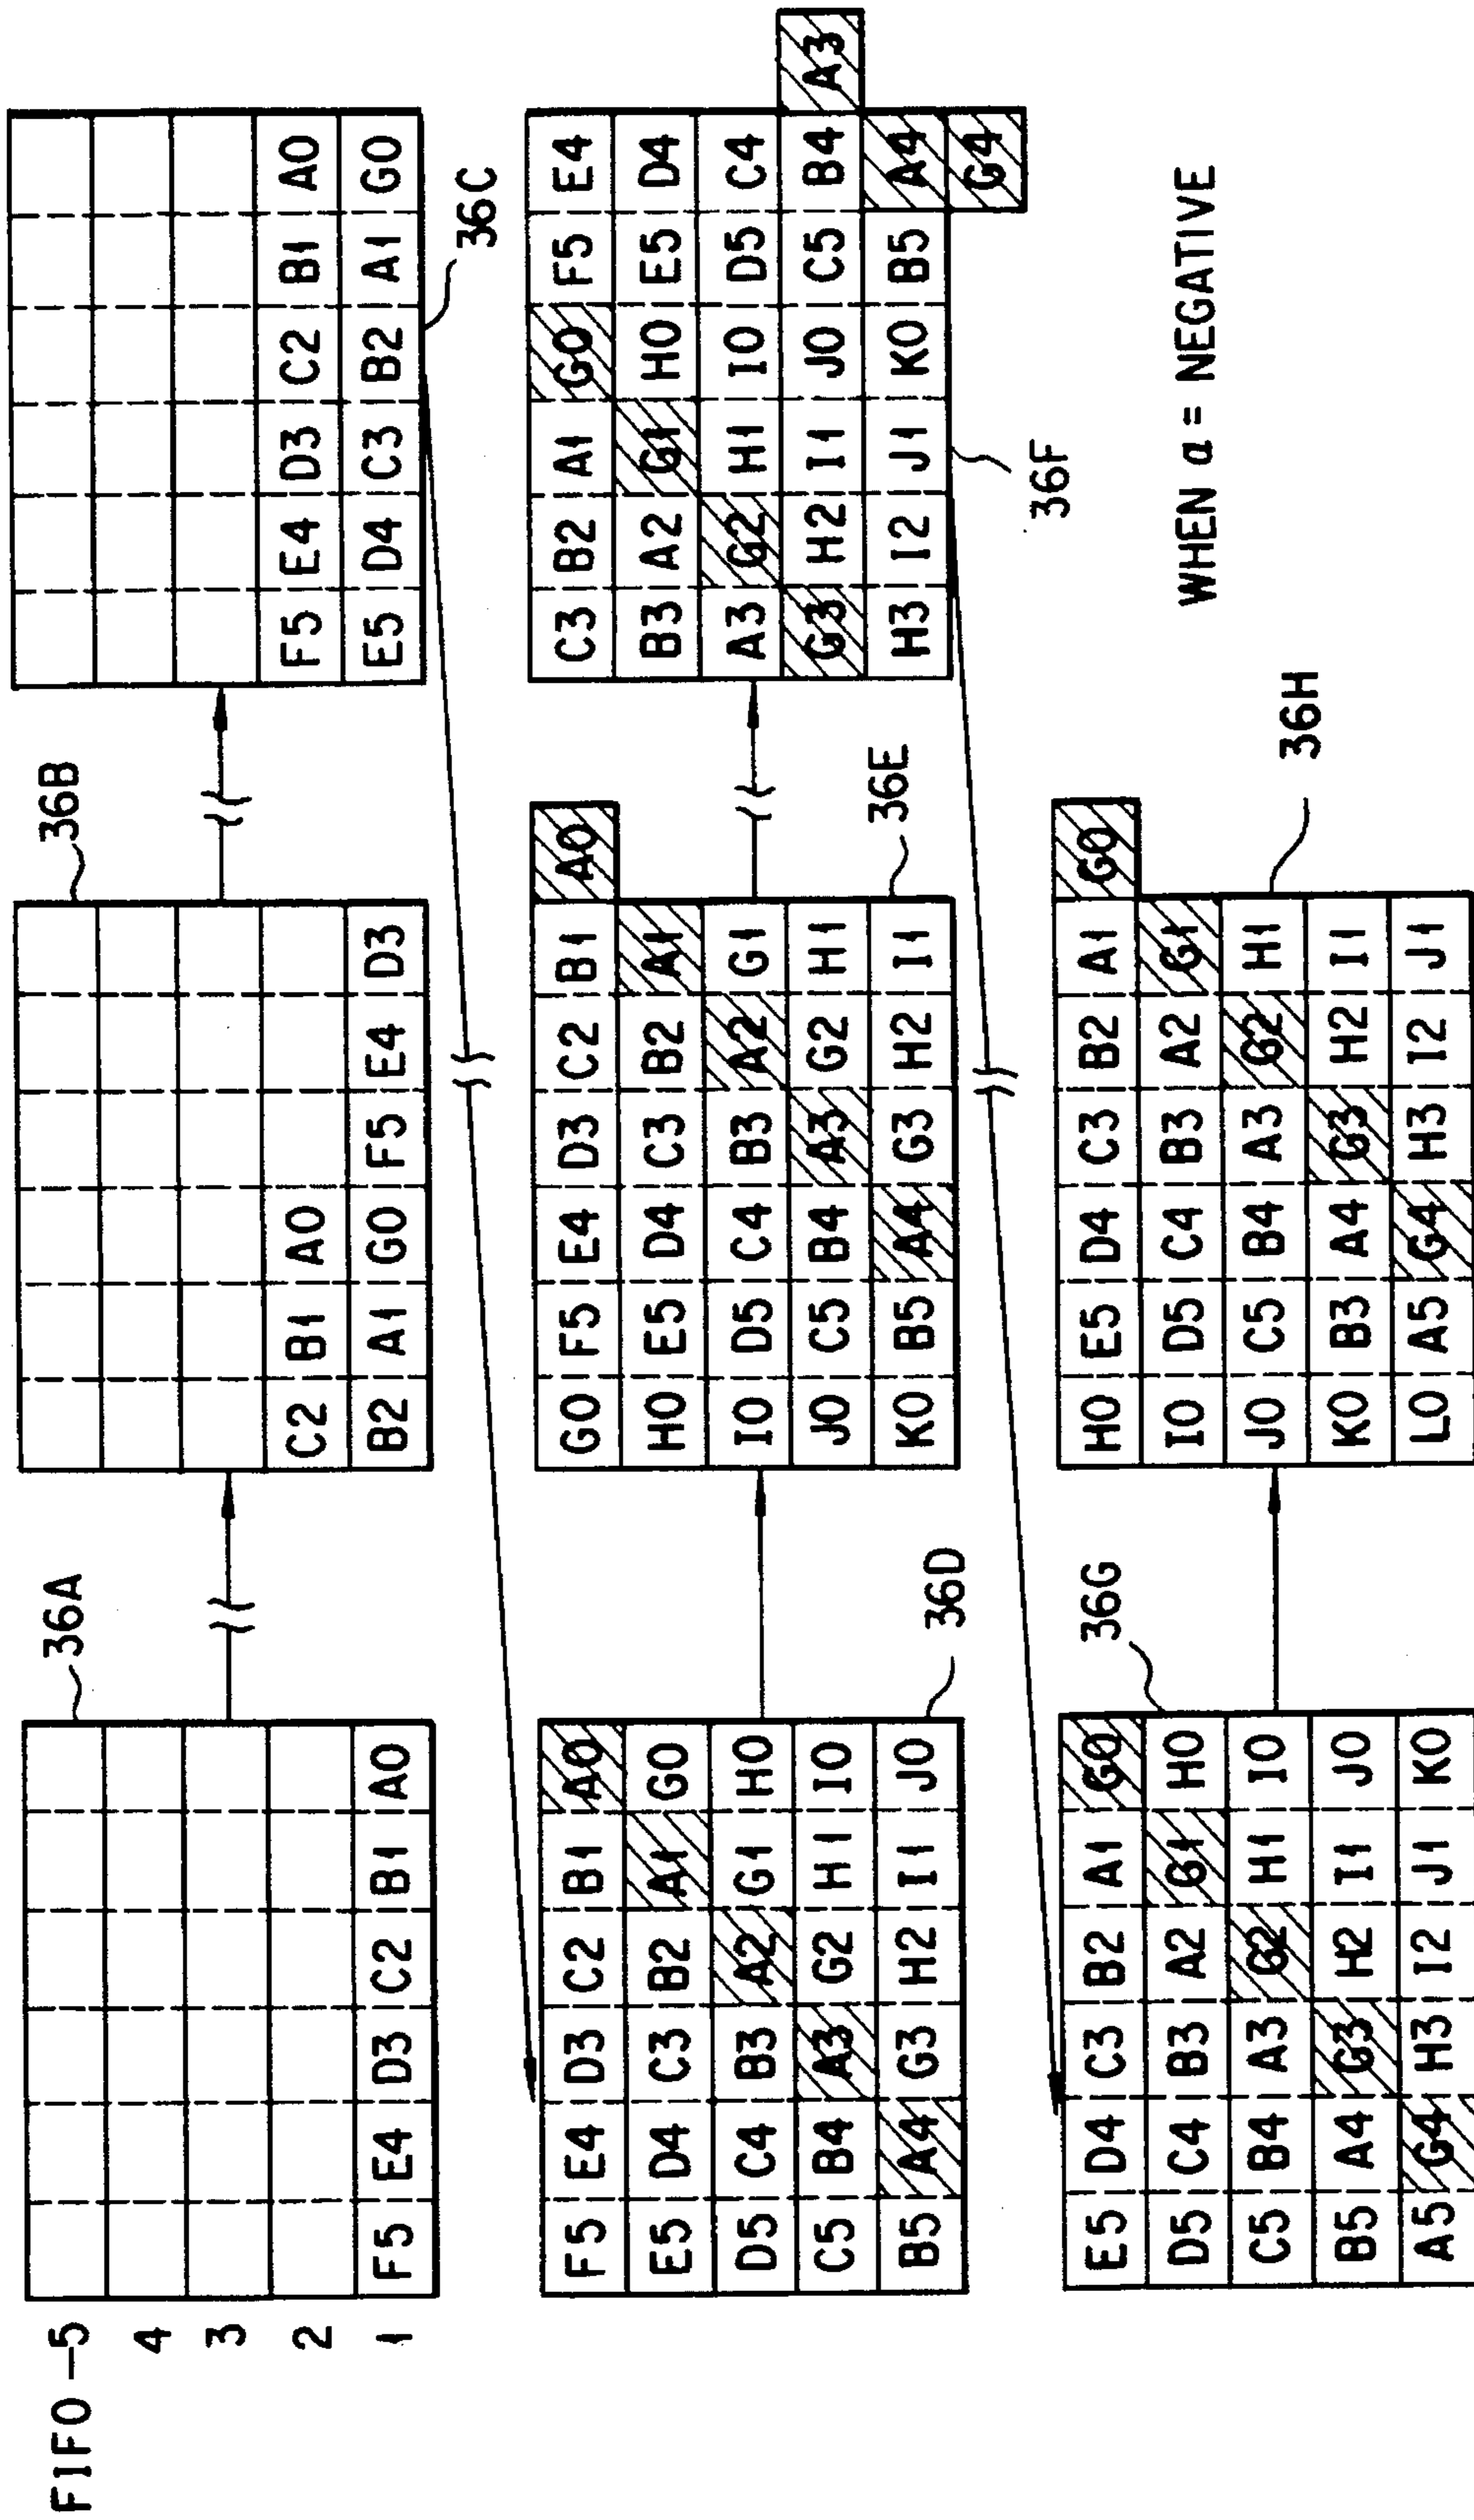 36A
FIFO -5
4
3
2
1
F5 E4 D3 C2 B1 A0
36B
C2 B1 A0
B2 A1 G0 F5 E4 D3
F5 E4 D3 C2 B1 A0
E5 D4 C3 B2 A1 G0
36C
F5 E4 D3 C2 B1 A0
E5 D4 C3 B2 A1 G0
D5 C4 B3 A2 G1 H0
C5 B4 A3 G2 H1 I0
B5 A4 G3 H2 I1 J0
36D
G0 F5 E4 D3 C2 B1 A0
H0 E5 D4 C3 B2 A1
I0 D5 C4 B3 A2 G1
J0 C5 B4 A3 G2 H1
K0 B5 A4 G3 H2 I1
36E
C3 B2 A1 G0 F5 E4
B3 A2 G1 H0 E5 D4
A3 G2 H1 I0 D5 C4
G3 H2 I1 J0 C5 B4 A3
H3 I2 J1 K0 B5 A4
G4
36F
36G
E5 D4 C3 B2 A1 G0
D5 C4 B3 A2 G1 H0
C5 B4 A3 G2 H1 I0
B5 A4 G3 H2 I1 J0
A5 G4 H3 I2 J1 K0
H0 E5 D4 C3 B2 A1 G0
I0 D5 C4 B3 A2 G1
J0 C5 B4 A3 G2 H1
K0 B3 A4 G3 H2 I1
L0 A5 G4 H3 I2 J1
36H
WHEN α = NEGATIVE